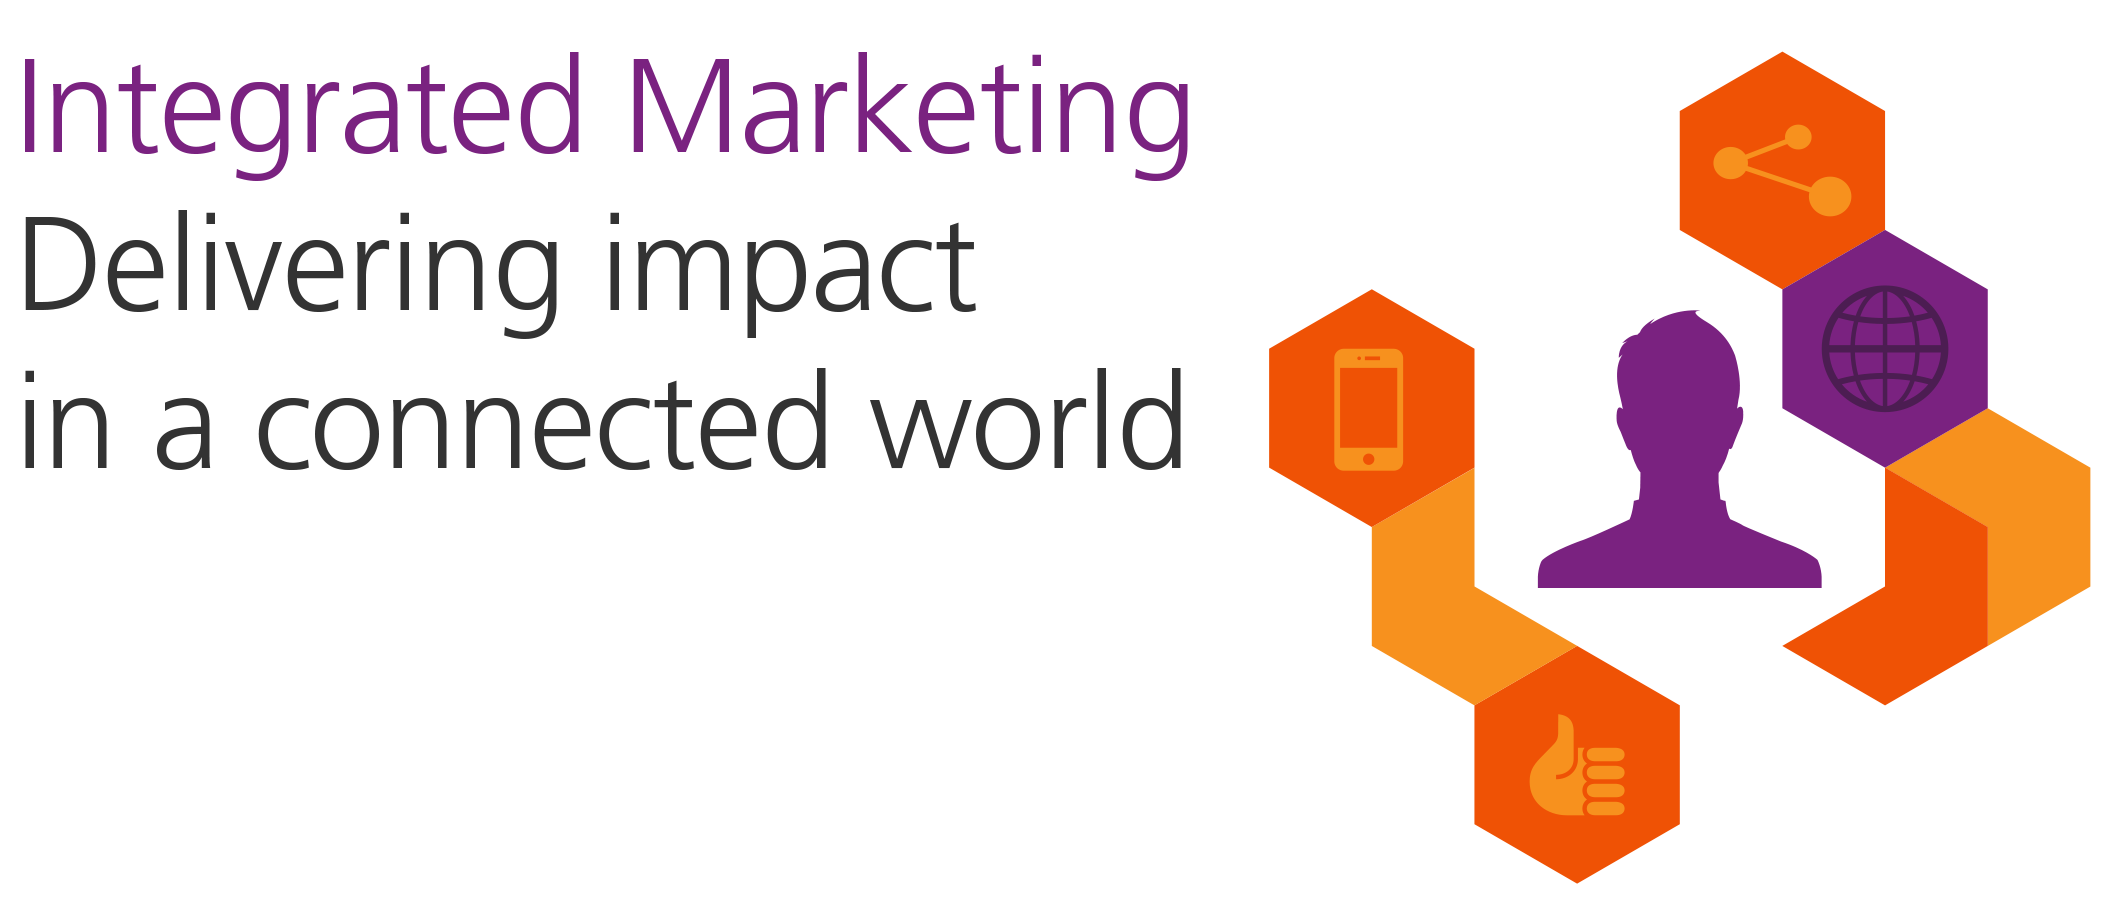 Integrated Marketing
Delivering impact
in a connected world